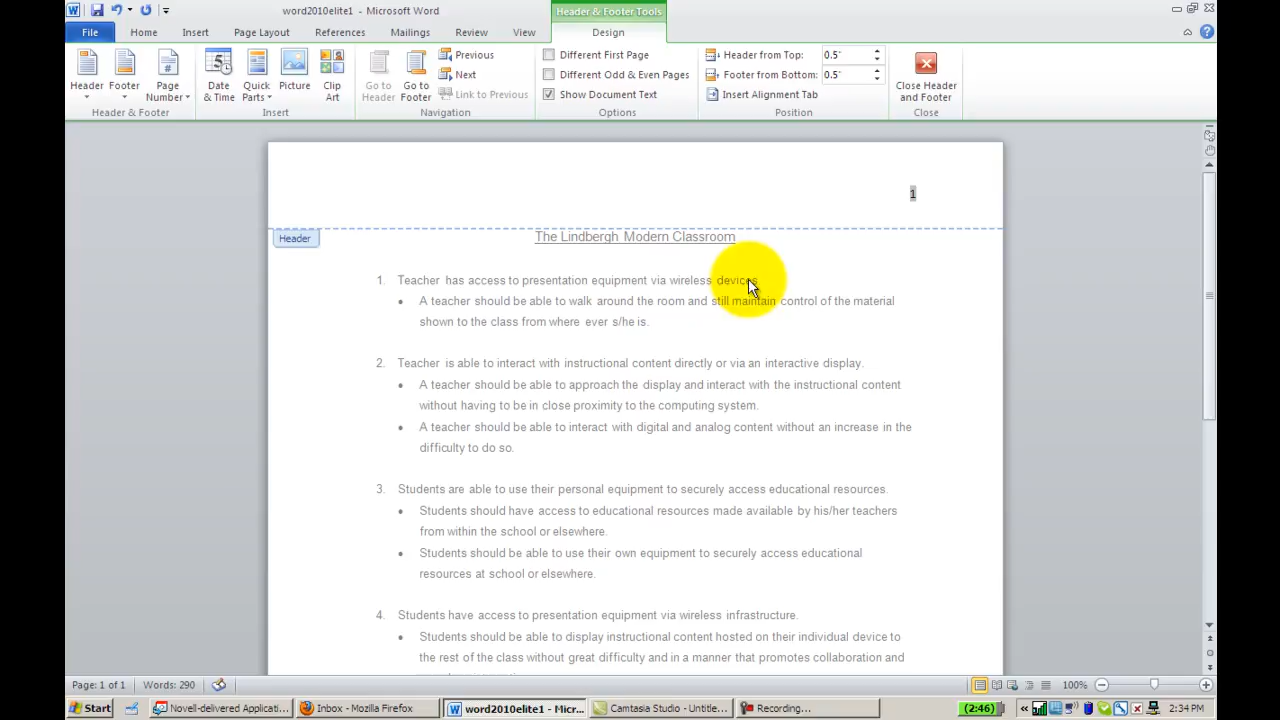 word2010elite1 - Microsoft Word
Header & Footer Tools
File Home Insert Page Layout References Mailings Review View Design
Header
Footer
Page
Number
Header & Footer
Date
& Time
Quick
Parts
Picture
Clip
Art
Insert
Go to
Header
Go to
Footer
Previous
Next
Link to Previous
Navigation
Different First Page
Different Odd & Even Pages
Show Document Text
Options
Header from Top: 0.5"
Footer from Bottom: 0.5"
Insert Alignment Tab
Position
Close Header
and Footer
Close
1
Header
The Lindbergh Modern Classroom
1. Teacher has access to presentation equipment via wireless devices.
• A teacher should be able to walk around the room and still maintain control of the material
shown to the class from where ever s/he is.
2. Teacher is able to interact with instructional content directly or via an interactive display.
• A teacher should be able to approach the display and interact with the instructional content
without having to be in close proximity to the computing system.
• A teacher should be able to interact with digital and analog content without an increase in the
difficulty to do so.
3. Students are able to use their personal equipment to securely access educational resources.
• Students should have access to educational resources made available by his/her teachers
from within the school or elsewhere.
• Students should be able to use their own equipment to securely access educational
resources at school or elsewhere.
4. Students have access to presentation equipment via wireless infrastructure.
• Students should be able to display instructional content hosted on their individual device to
the rest of the class without great difficulty and in a manner that promotes collaboration and
Page: 1 of 1 Words: 290 100%
Start Novell-delivered Applicati... Inbox - Mozilla Firefox word2010elite1 - Micr... Camtasia Studio - Untitle... Recording... (2:46) 2:34 PM